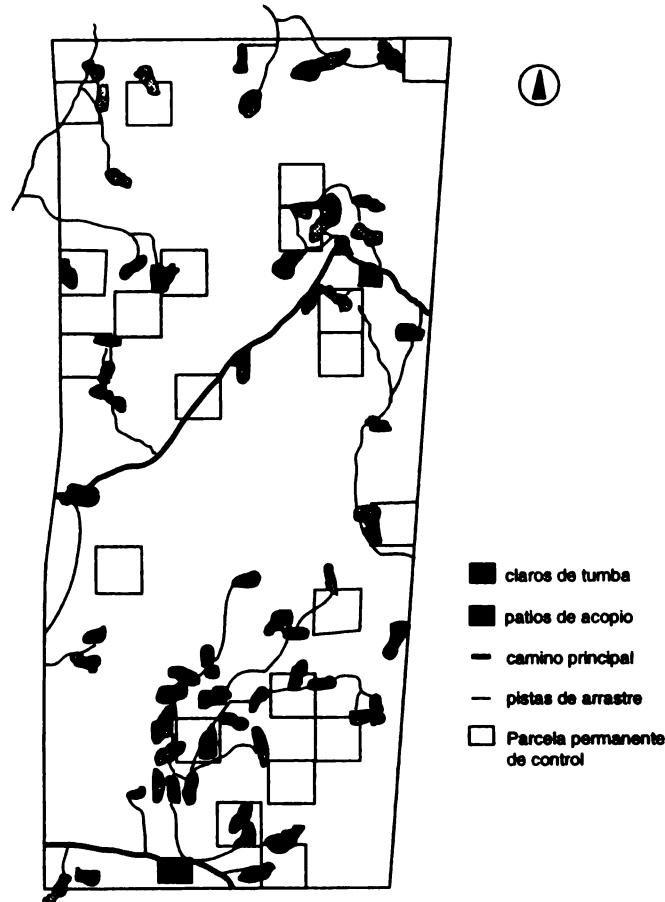 claros de tumba
patios de acopio
camino principal
pistas de arrastre
Parcela permanente
de control